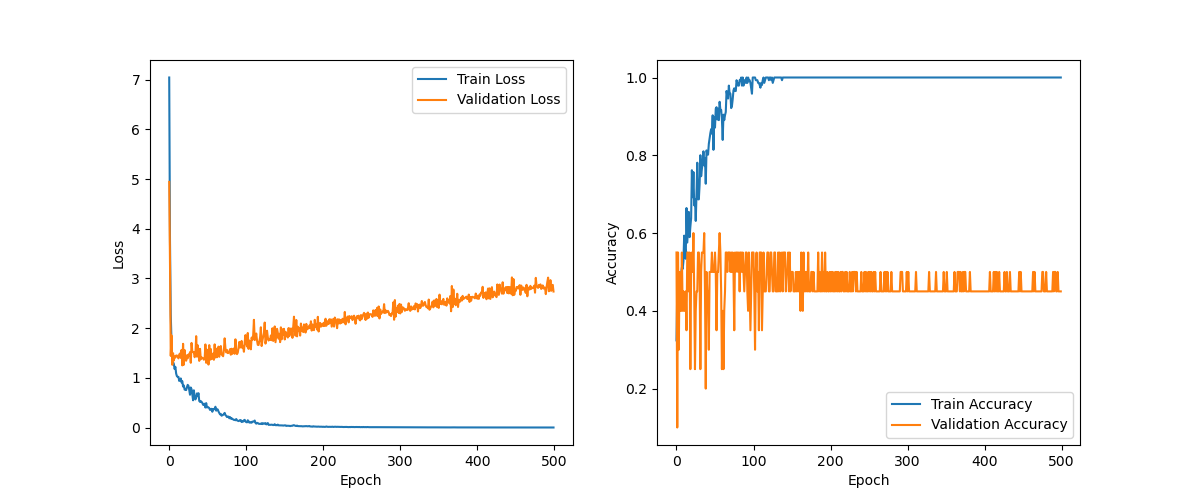 Train Loss
Validation Loss
7
6
5
4
3
2
1
0
Loss
0 100 200 300 400 500
Epoch
1.0
0.8
0.6
0.4
0.2
Accuracy
Train Accuracy
Validation Accuracy
0 100 200 300 400 500
Epoch